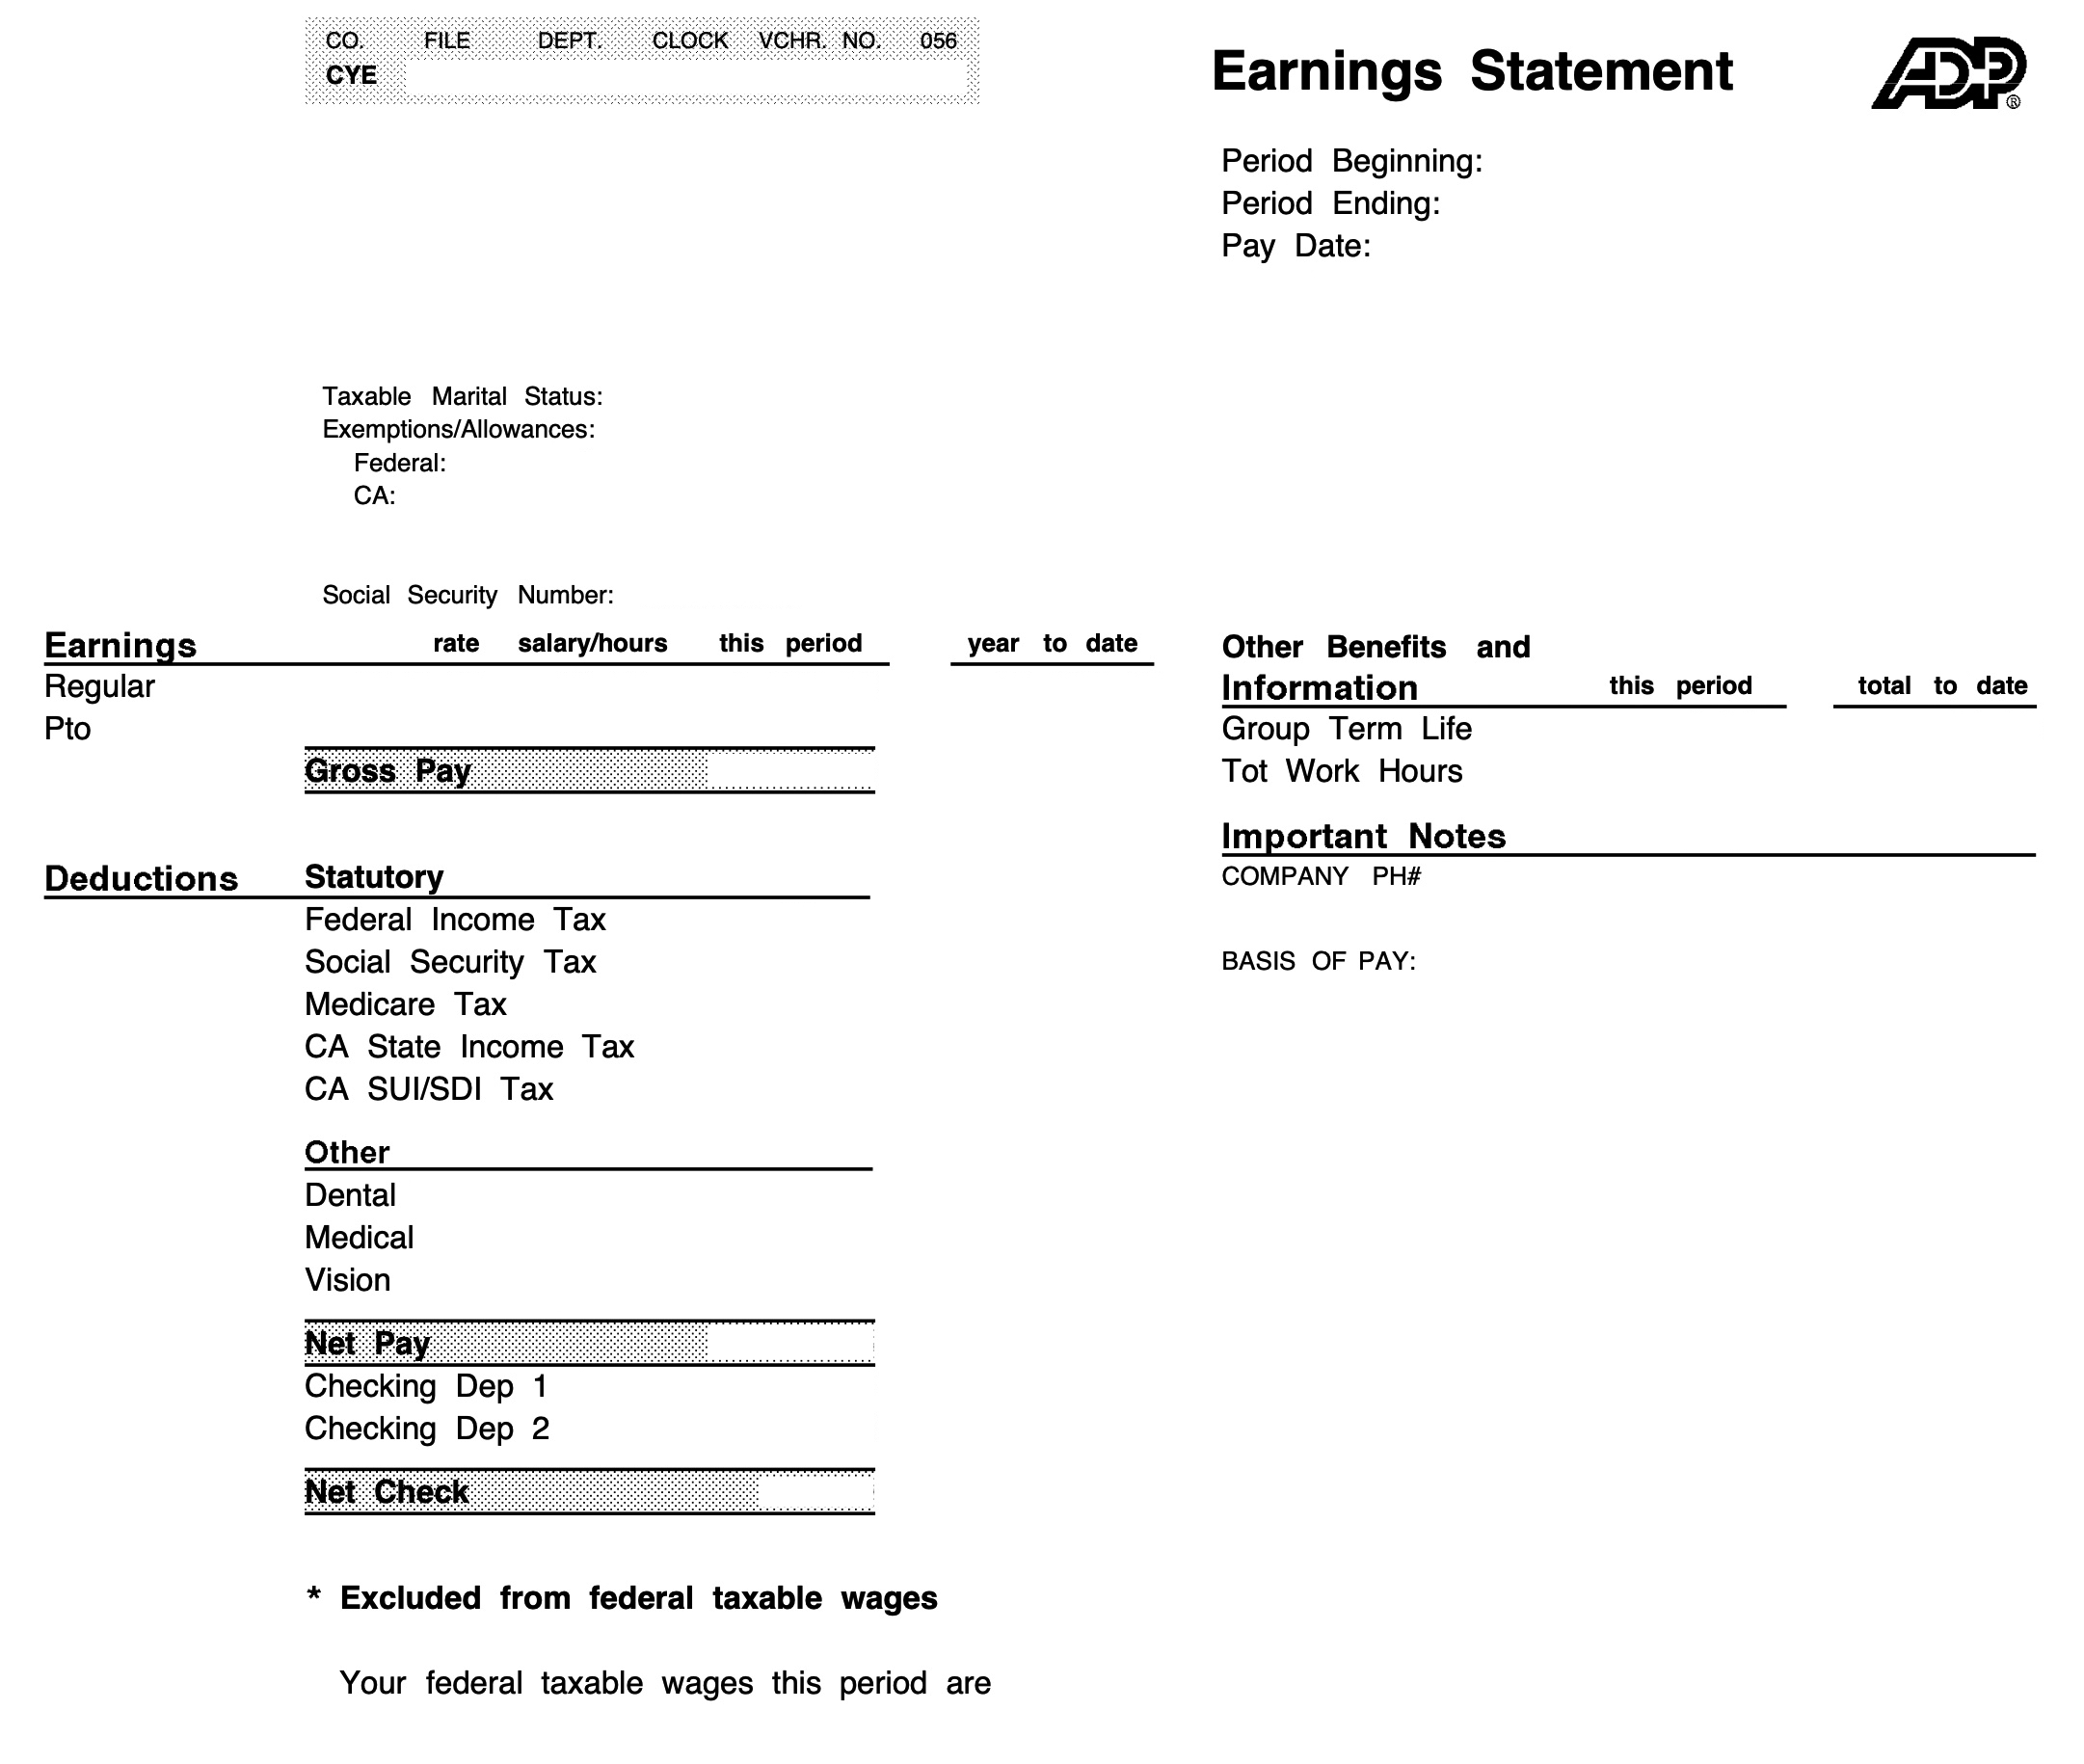 CO. FILE DEPT. CLOCK VCHR. NO. 056
CYE
Earnings Statement
ADP®
Period Beginning:
Period Ending:
Pay Date:
Taxable Marital Status:
Exemptions/Allowances:
Federal:
CA:
Social Security Number:
Earnings rate salary/hours this period year to date
Regular
Pto
Gross Pay
Deductions Statutory
Federal Income Tax
Social Security Tax
Medicare Tax
CA State Income Tax
CA SUI/SDI Tax
Other
Dental
Medical
Vision
Net Pay
Checking Dep 1
Checking Dep 2
Net Check
* Excluded from federal taxable wages
Your federal taxable wages this period are
Other Benefits and
Information this period total to date
Group Term Life
Tot Work Hours
Important Notes
COMPANY PH#
BASIS OF PAY: